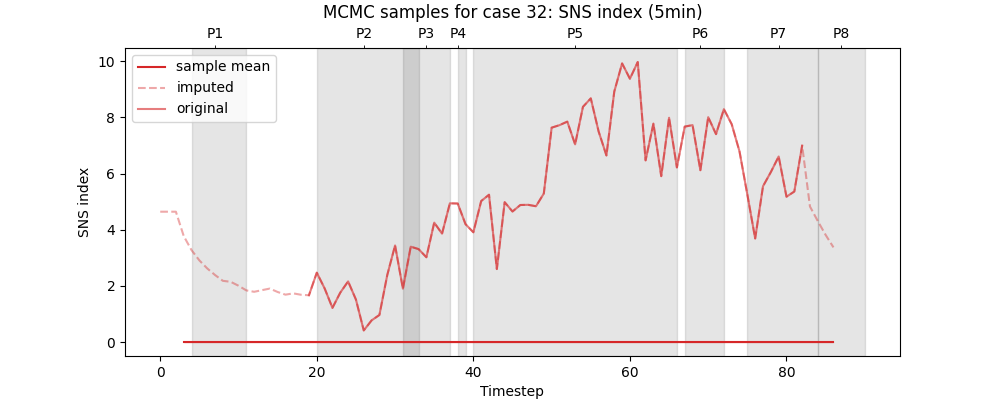 MCMC samples for case 32: SNS index (5min)
P1 P2 P3 P4 P5 P6 P7 P8
sample mean
imputed
original
10
8
6
4
2
0
SNS index
0 20 40 60 80
Timestep